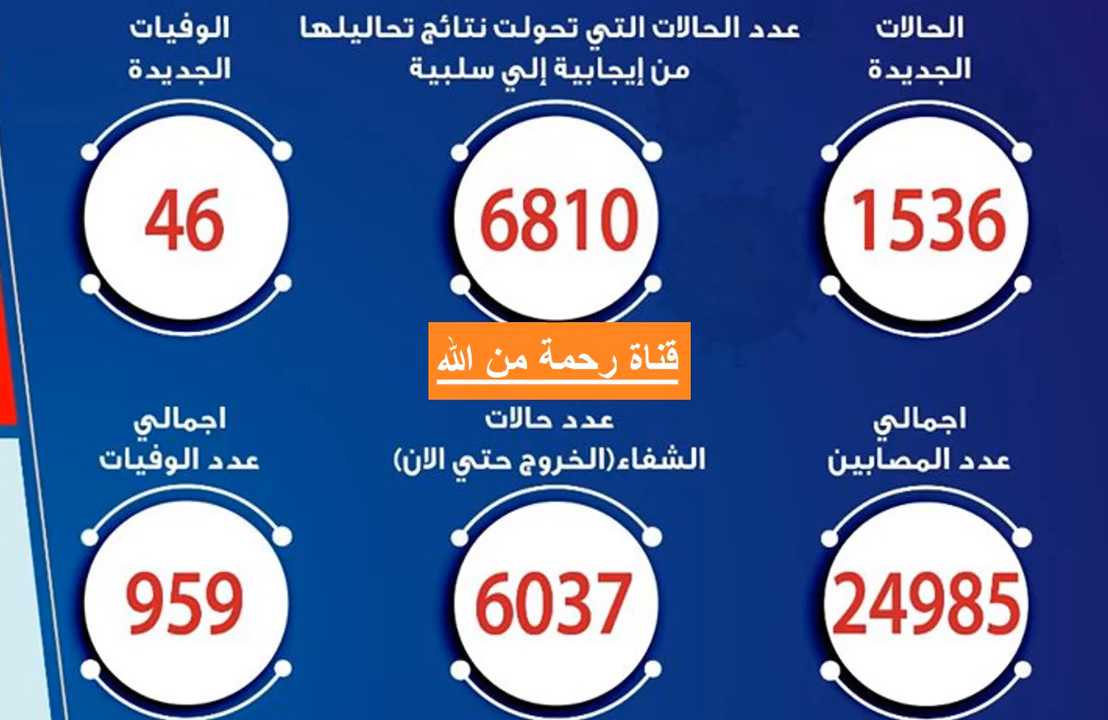 الحالات
الجديدة
1536
عدد الحالات التي تحولت نتائج تحاليلها
من إيجابية إلي سلبية
6810
الوفيات
الجديدة
46
قناة رحمة من الله
اجمالي
عدد المصابين
24985
عدد حالات
الشفاء(الخروج حتي الان)
6037
اجمالي
عدد الوفيات
959